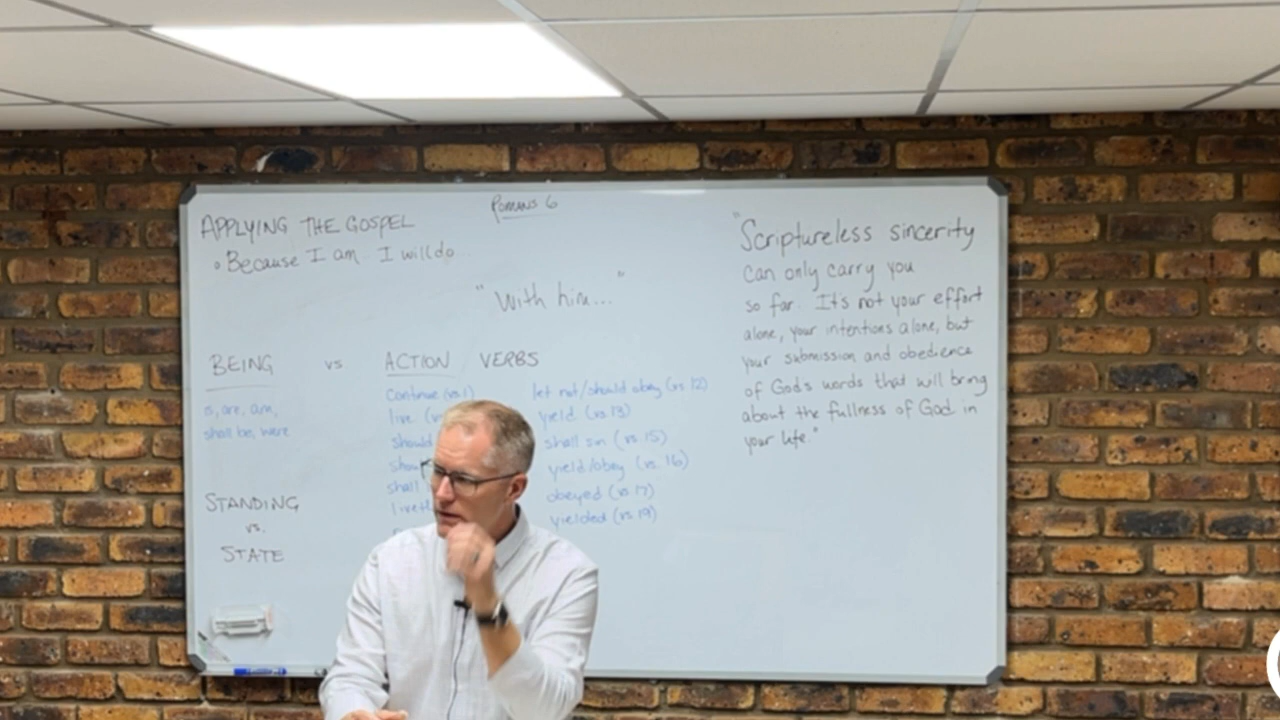 Romans 6
APPLYING THE GOSPEL
• Because I am I will do
"With him..."
BEING vs ACTION VERBS
is, are, am,
shall be, were
Continue (vs. 1)
live
should
shall
let not/should obey (vs. 12)
yield (vs. 13)
shall sin (vs. 15)
yield/obey (vs. 16)
obeyed (vs. 17)
yielded (vs. 19)
STANDING
vs.
STATE
"Scriptureless sincerity
can only carry you
so far. It's not your effort
alone, your intentions alone, but
your submission and obedience
of God's words that will bring
about the fullness of God in
your life."